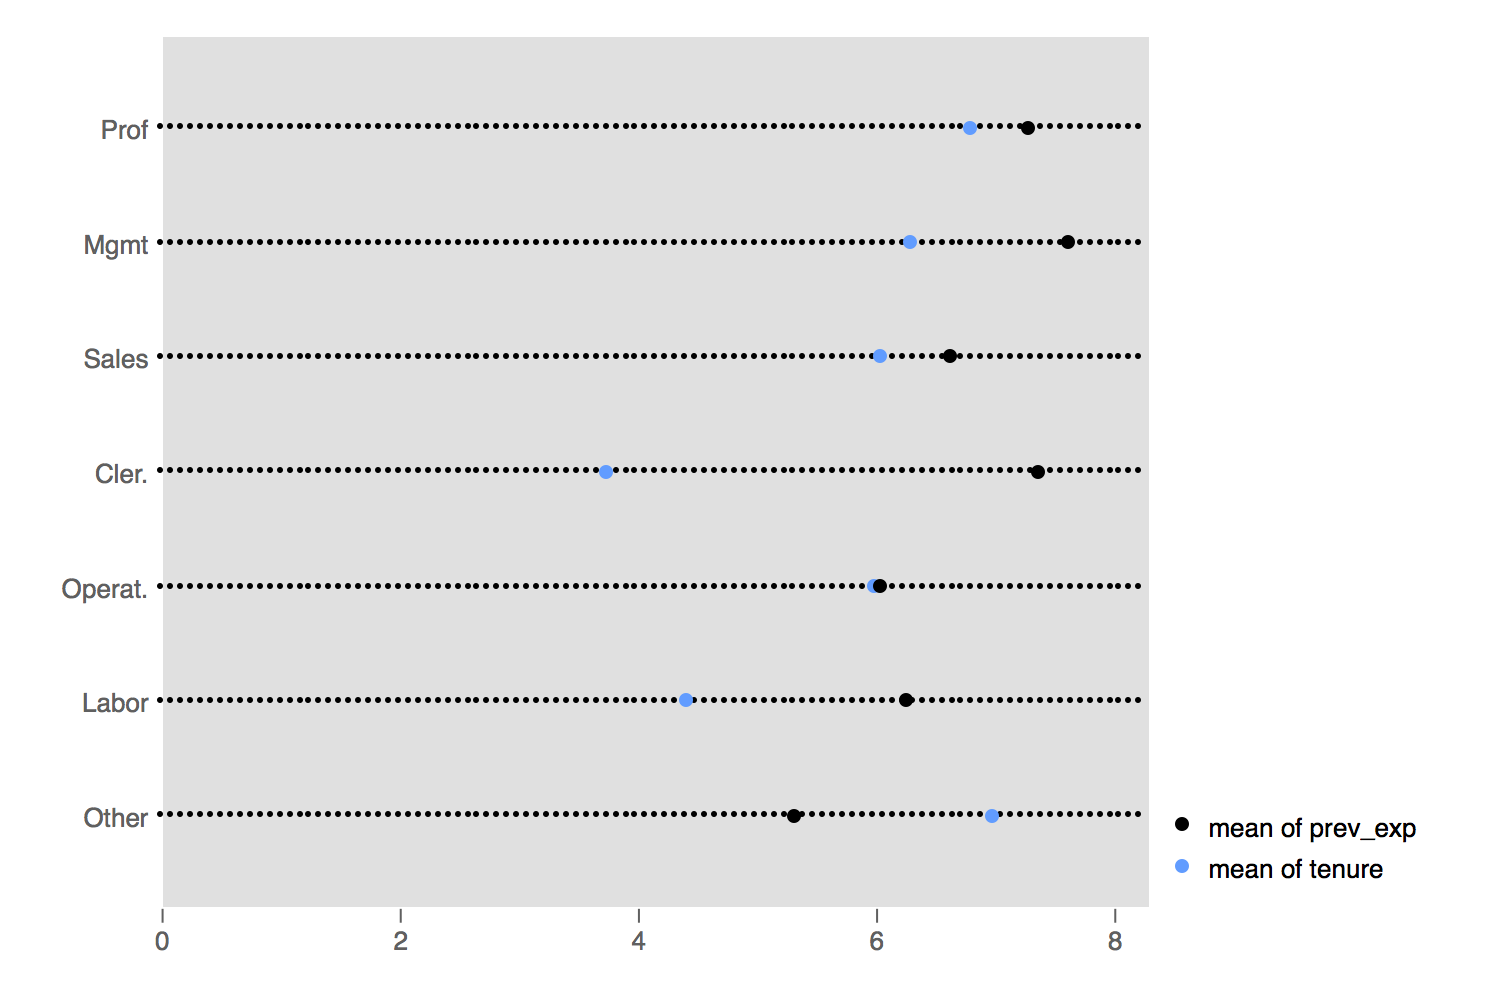 Prof
Mgmt
Sales
Cler.
Operat.
Labor
Other
mean of prev_exp
mean of tenure
0 2 4 6 8